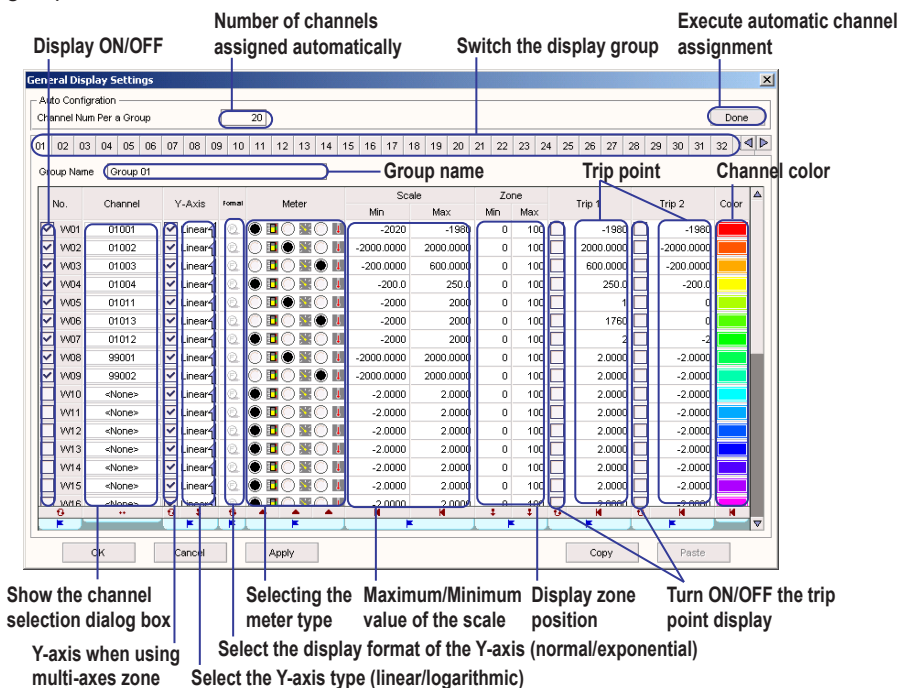 Number of channels
assigned automatically
Execute automatic channel
assignment
Display ON/OFF
Switch the display group
General Display Settings
Auto Configration
Channel Num Per a Group 20 Done
01 02 03 04 05 06 07 08 09 10 11 12 13 14 15 16 17 18 19 20 21 22 23 24 25 26 27 28 29 30 31 32
Group Name Group 01
Group name
Trip point
Channel color
No. Channel Y-Axis Format Meter Scale Zone Trip 1 Trip 2 Color
Min Max Min Max
W01 01001 Linear -2020 -1980 0 100 -1980 -1980
W02 01002 Linear -2000.0000 2000.0000 0 100 2000.0000 -2000.0000
W03 01003 Linear -200.0000 600.0000 0 100 600.0000 -200.0000
W04 01004 Linear -200.0 250.0 0 100 250.0 -200.0
W05 01011 Linear -2000 2000 0 100 1 0
W06 01013 Linear -2000 2000 0 100 1760 0
W07 01012 Linear -2000 2000 0 100 2 -2
W08 99001 Linear -2000.0000 2000.0000 0 100 2.0000 -2.0000
W09 99002 Linear -2000.0000 2000.0000 0 100 2.0000 -2.0000
W10 <None> Linear -2.0000 2.0000 0 100 2.0000 -2.0000
W11 <None> Linear -2.0000 2.0000 0 100 2.0000 -2.0000
W12 <None> Linear -2.0000 2.0000 0 100 2.0000 -2.0000
W13 <None> Linear -2.0000 2.0000 0 100 2.0000 -2.0000
W14 <None> Linear -2.0000 2.0000 0 100 2.0000 -2.0000
W15 <None> Linear -2.0000 2.0000 0 100 2.0000 -2.0000
W16 <None> Linear -2.0000 2.0000 0 100 2.0000 -2.0000
OK Cancel Apply Copy Paste
Show the channel
selection dialog box
Selecting the
meter type
Maximum/Minimum
value of the scale
Display zone
position
Turn ON/OFF the trip
point display
Y-axis when using
multi-axes zone
Select the display format of the Y-axis (normal/exponential)
Select the Y-axis type (linear/logarithmic)